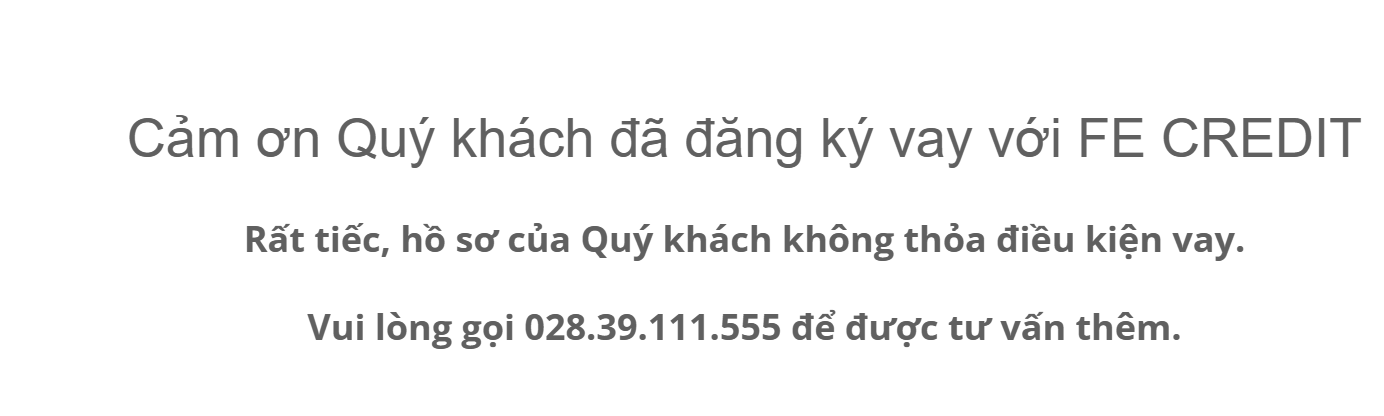 Cảm ơn Quý khách đã đăng ký vay với FE CREDIT
Rất tiếc, hồ sơ của Quý khách không thỏa điều kiện vay.
Vui lòng gọi 028.39.111.555 để được tư vấn thêm.